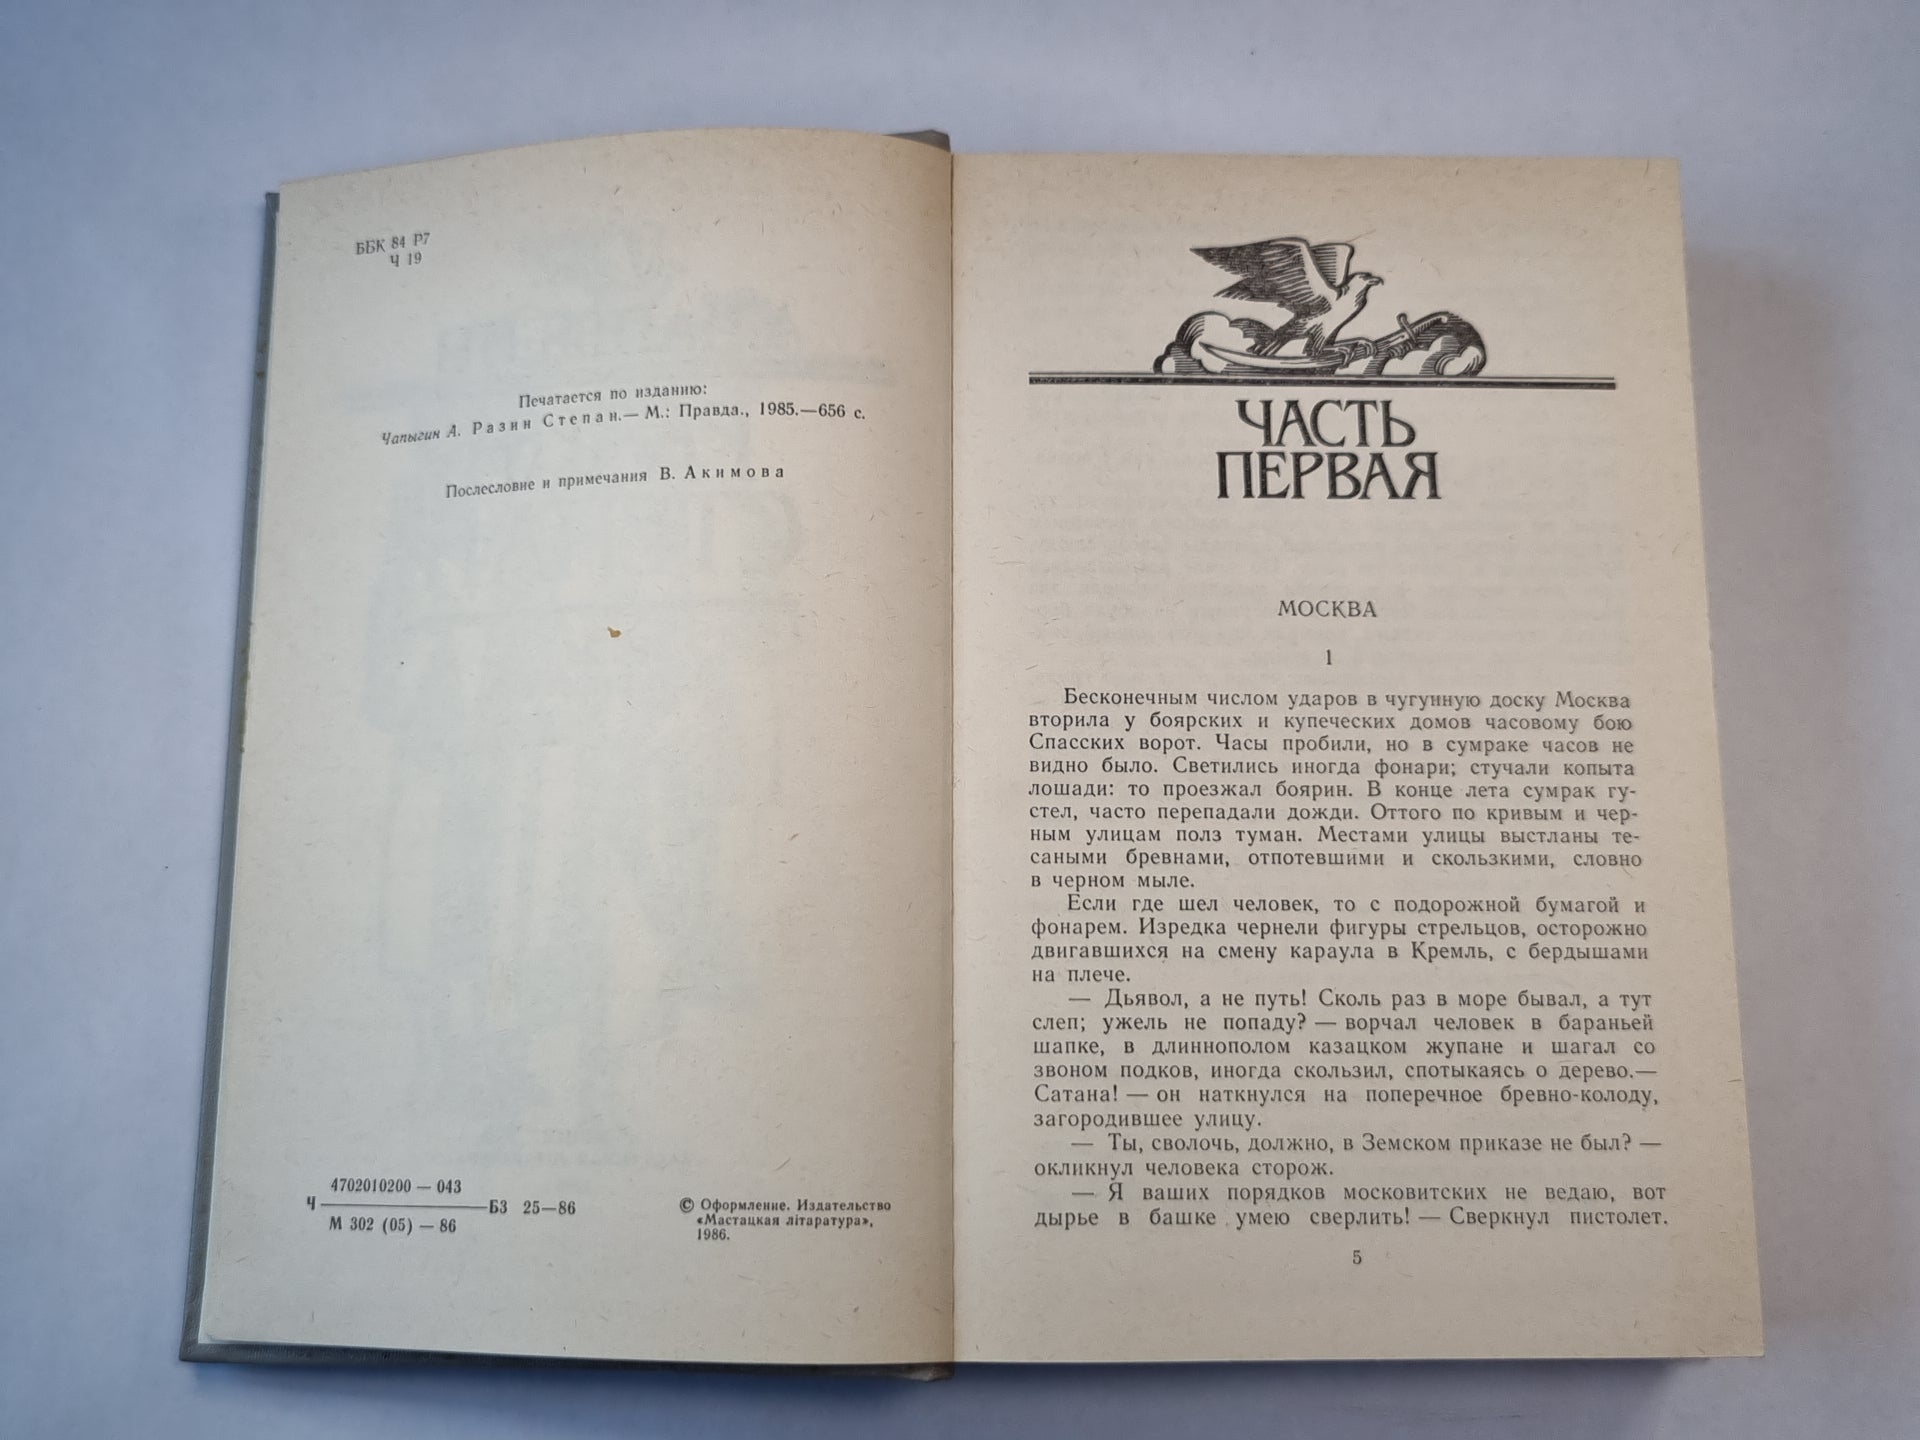 ББК 84 Р7
Ч 19
Печатается по изданию:
Чапыгин А. Разин Степан.— М.: Правда., 1985.—656 с.
Послесловие и примечания В. Акимова
4702010200 — 043
Ч БЗ 25—86
М 302 (05) — 86
© Оформление. Издательство
«Мастацкая літаратура»,
1986.
ЧАСТЬ
ПЕРВАЯ
МОСКВА
1
Бесконечным числом ударов в чугунную доску Москва
вторила у боярских и купеческих домов часовому бою
Спасских ворот. Часы пробили, но в сумраке часов не
видно было. Светились иногда фонари; стучали копыта
лошади: то проезжал боярин. В конце лета сумрак гу-
стел, часто перепадали дожди. Оттого по кривым и чер-
ным улицам полз туман. Местами улицы выстланы те-
саными бревнами, отпотевшими и скользкими, словно
в черном мыле.
Если где шел человек, то с подорожной бумагой и
фонарем. Изредка чернели фигуры стрельцов, осторожно
двигавшихся на смену караула в Кремль, с бердышами
на плече.
— Дьявол, а не путь! Сколь раз в море бывал, а тут
слеп; ужель не попаду? — ворчал человек в бараньей
шапке, в длиннополом казацком жупане и шагал со
звоном подков, иногда скользил, спотыкаясь о дерево.—
Сатана! — он наткнулся на поперечное бревно-колоду,
загородившее улицу.
— Ты, сволочь, должно, в Земском приказе не был? —
окликнул человека сторож.
— Я ваших порядков московитских не ведаю, вот
дырье в башке умею сверлить! — Сверкнул пистолет.
5